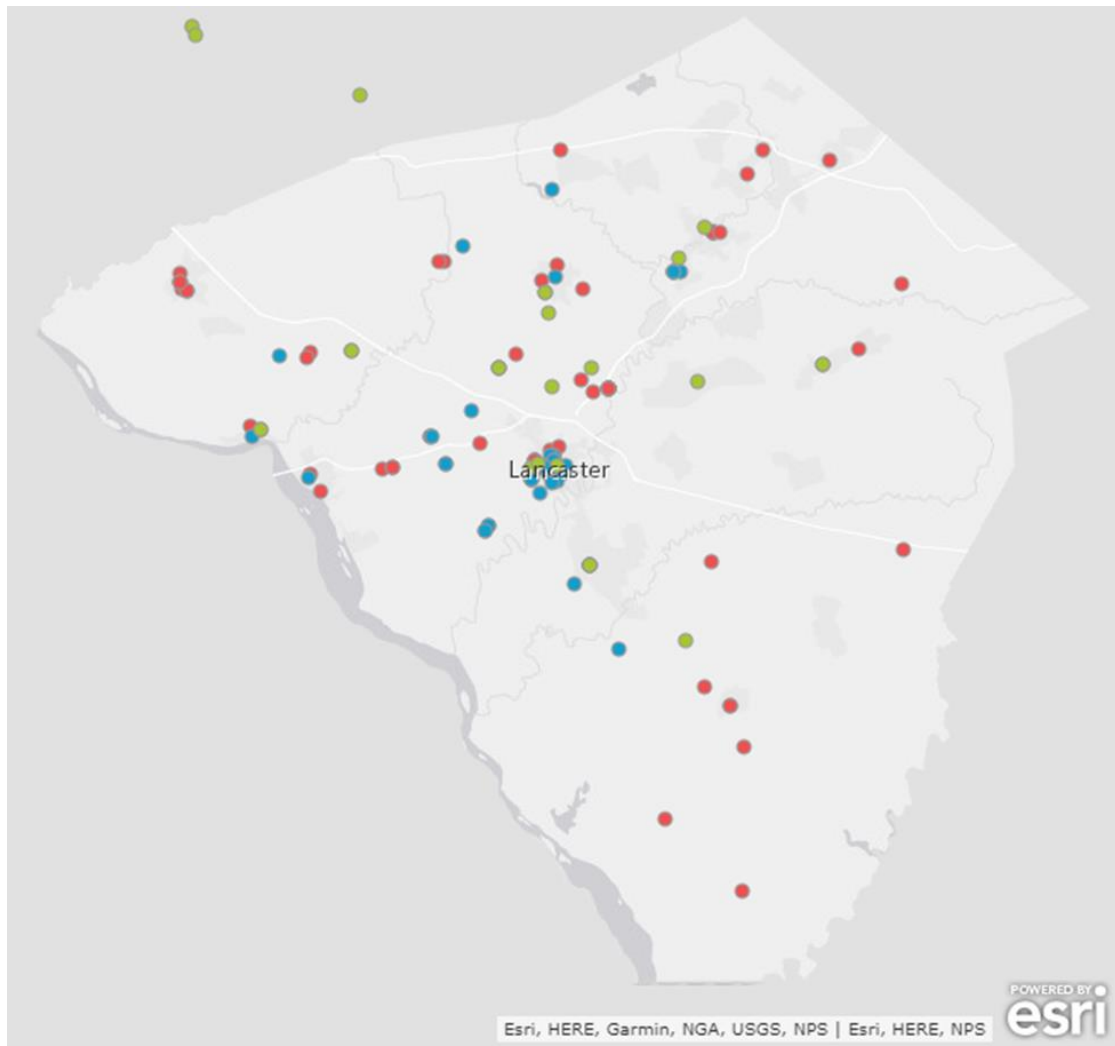 Lancaster
POWERED BY
esri
Esri, HERE, Garmin, NGA, USGS, NPS | Esri, HERE, NPS